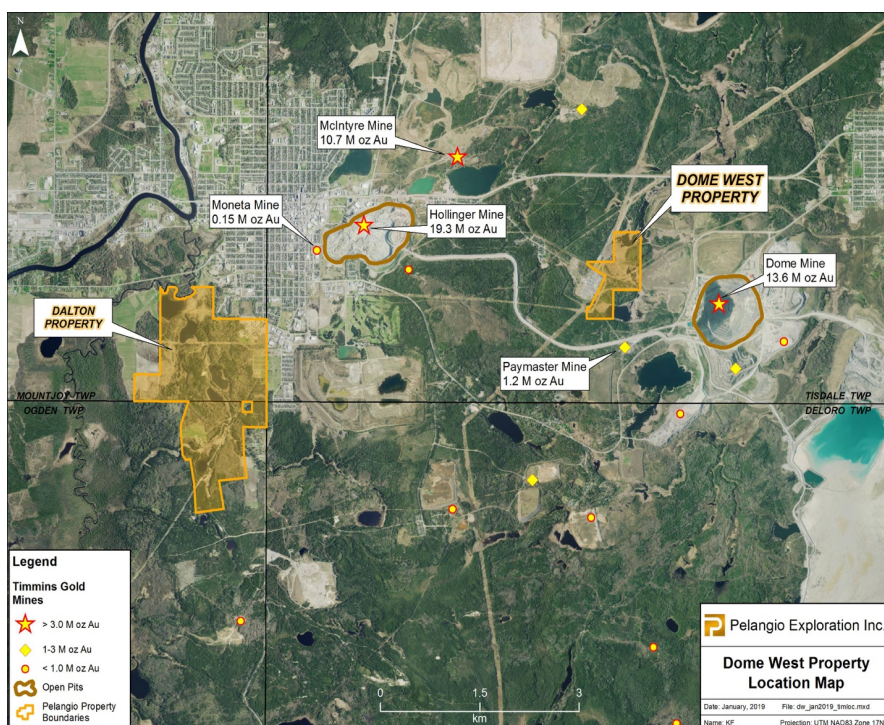 N
McIntyre Mine
10.7 M oz Au
DOME WEST
PROPERTY
Moneta Mine
0.15 M oz Au
Hollinger Mine
19.3 M oz Au
Dome Mine
13.6 M oz Au
DALTON
PROPERTY
Paymaster Mine
1.2 M oz Au
MOUNTJOY TWP
OGDEN TWP
TISDALE TWP
DELORO TWP
Legend
Timmins Gold
Mines
> 3.0 M oz Au
1-3 M oz Au
< 1.0 M oz Au
Open Pits
Pelangio Property
Boundaries
0 1.5 3
km
Pelangio Exploration Inc.
Dome West Property
Location Map
Date: January, 2019 File: dw_jan2019_timloc.mxd
Name: KF Projection: UTM NAD83 Zone 17N